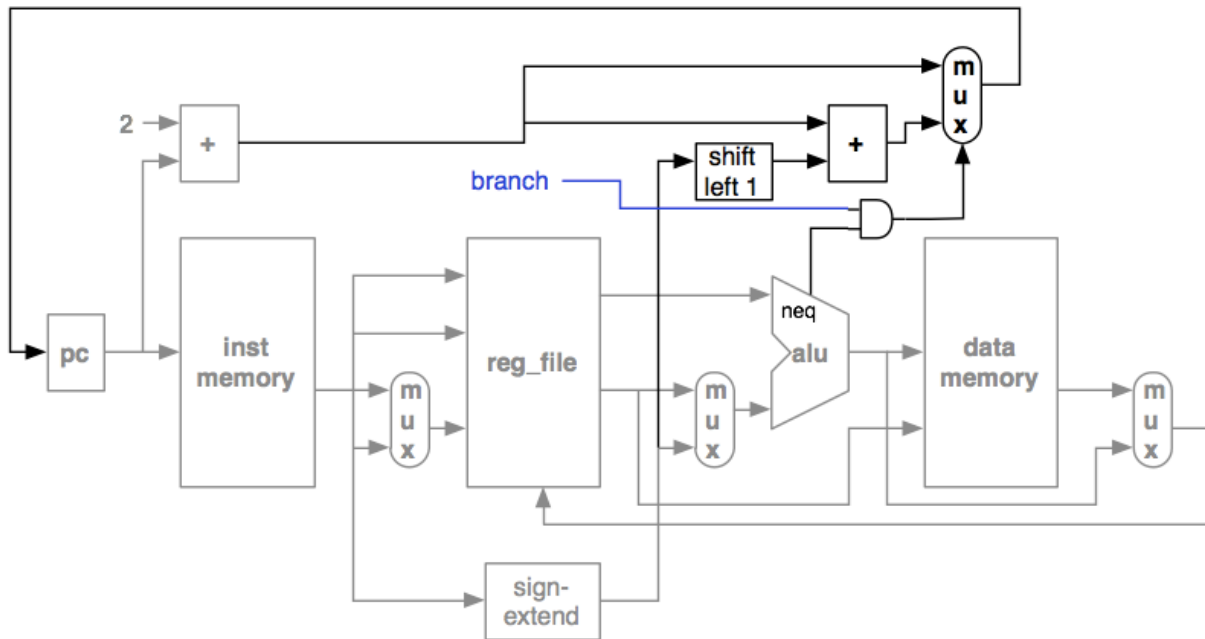 m
u
x
2
+
shift
left 1
+
branch
neq
pc
inst
memory
reg_file
alu
data
memory
m
u
x
m
u
x
m
u
x
sign-
extend